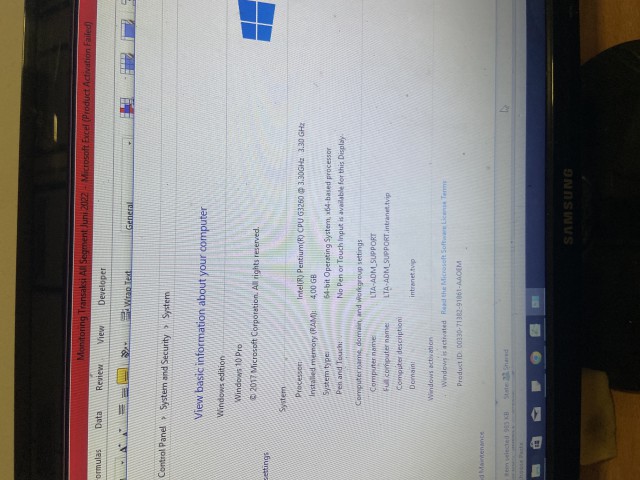 Monitoring Transaksi All Segment Juni 2022 - Microsoft Excel (Product Activation Failed)
ormulas Data Review View Developer
Wrap Text General
Control Panel > System and Security > System
View basic information about your computer
Windows edition
Windows 10 Pro
© 2017 Microsoft Corporation. All rights reserved.
System
Processor: Intel(R) Pentium(R) CPU G3260 @ 3.30GHz 3.30 GHz
Installed memory (RAM): 4.00 GB
System type: 64-bit Operating System, x64-based processor
Pen and Touch: No Pen or Touch Input is available for this Display
settings
Computer name, domain, and workgroup settings
Computer name: LTA-ADM_SUPPORT
Full computer name: LTA-ADM_SUPPORT.intranet.tvip
Computer description:
Domain: intranet.tvip
Windows activation
Windows is activated Read the Microsoft Software License Terms
Product ID: 00330-71382-91861-AAOEM
d Maintenance
item selected State: Shared
SAMSUNG